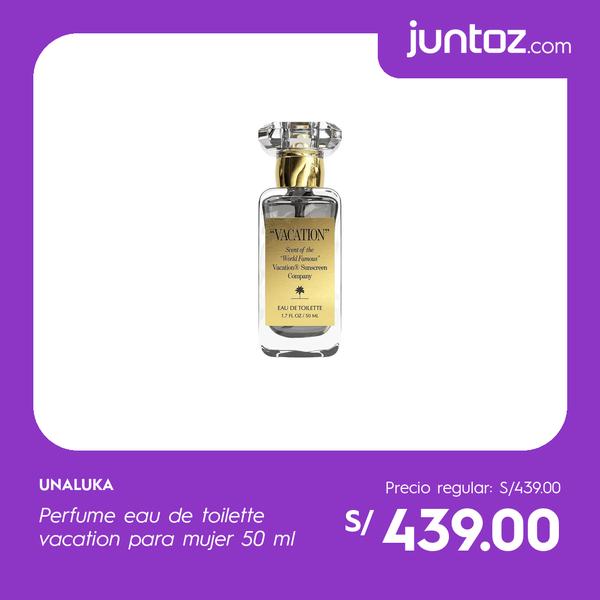 juntoz.com
"VACATION"
Scent of the
"World Famous"
Vacation® Sunscreen
Company
EAU DE TOILETTE
1.7 FL OZ / 50 ML
UNALUKA
Perfume eau de toilette
vacation para mujer 50 ml
Precio regular: S/439.00
S/ 439.00